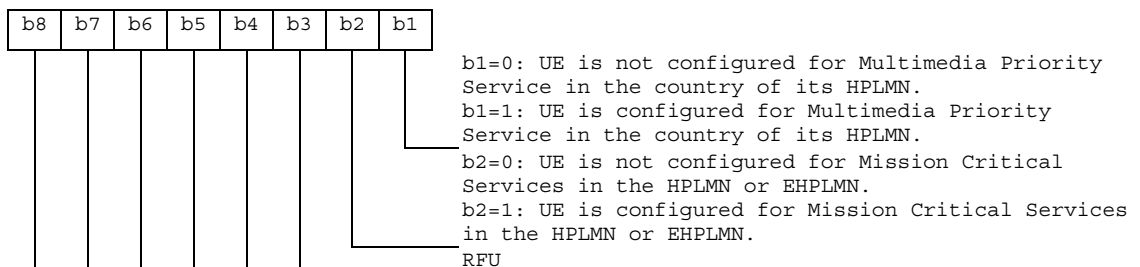 b8 b7 b6 b5 b4 b3 b2 b1
b1=0: UE is not configured for Multimedia Priority
Service in the country of its HPLMN.
b1=1: UE is configured for Multimedia Priority
Service in the country of its HPLMN.
b2=0: UE is not configured for Mission Critical
Services in the HPLMN or EHPLMN.
b2=1: UE is configured for Mission Critical Services
in the HPLMN or EHPLMN.
RFU